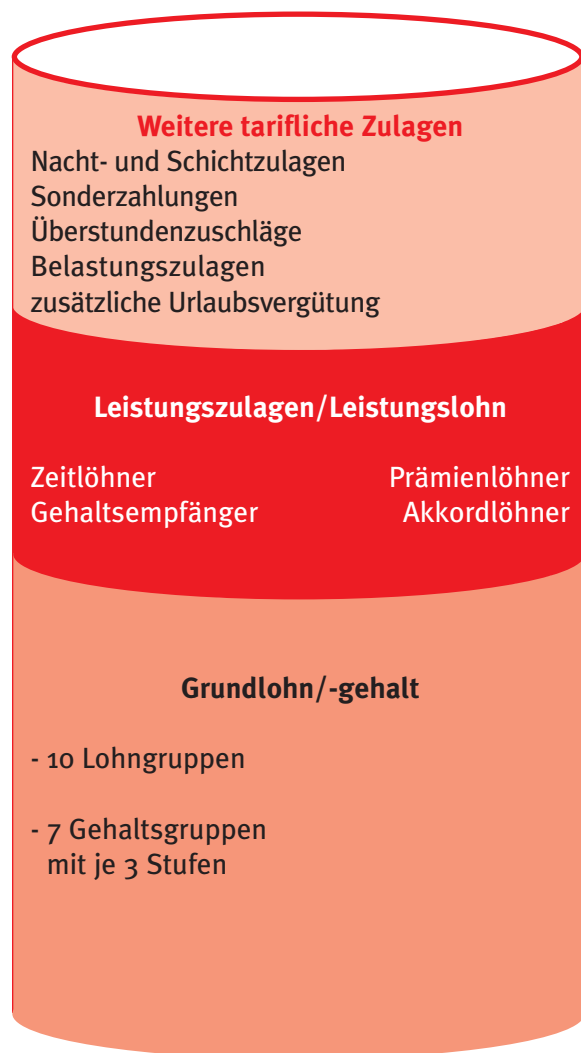 Weitere tarifliche Zulagen
Nacht- und Schichtzulagen
Sonderzahlungen
Überstundenzuschläge
Belastungszulagen
zusätzliche Urlaubsvergütung
Leistungszulagen/Leistungslohn
Zeitlöhner Prämienlöhner
Gehaltsempfänger Akkordlöhner
Grundlohn/-gehalt
- 10 Lohngruppen
- 7 Gehaltsgruppen
mit je 3 Stufen